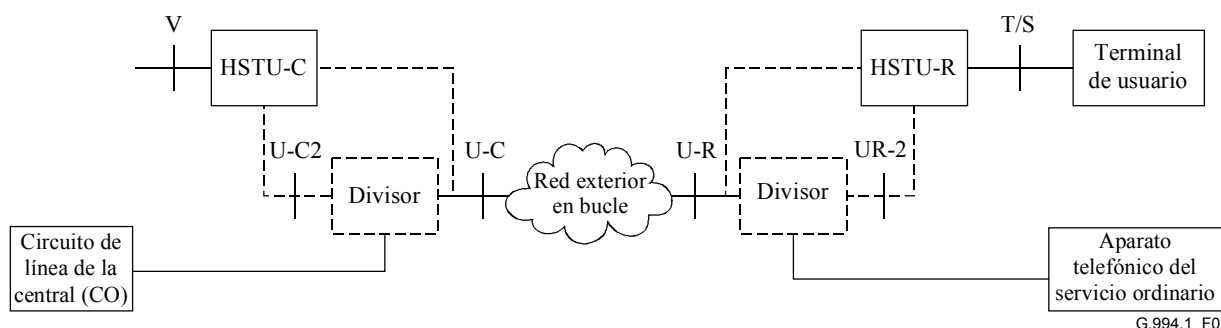 V
HSTU-C
U-C2
Divisor
U-C
Red exterior
en bucle
U-R
Divisor
UR-2
HSTU-R
T/S
Terminal
de usuario
Circuito de
línea de la
central (CO)
Aparato
telefónico del
servicio ordinario
G.994.1_F0